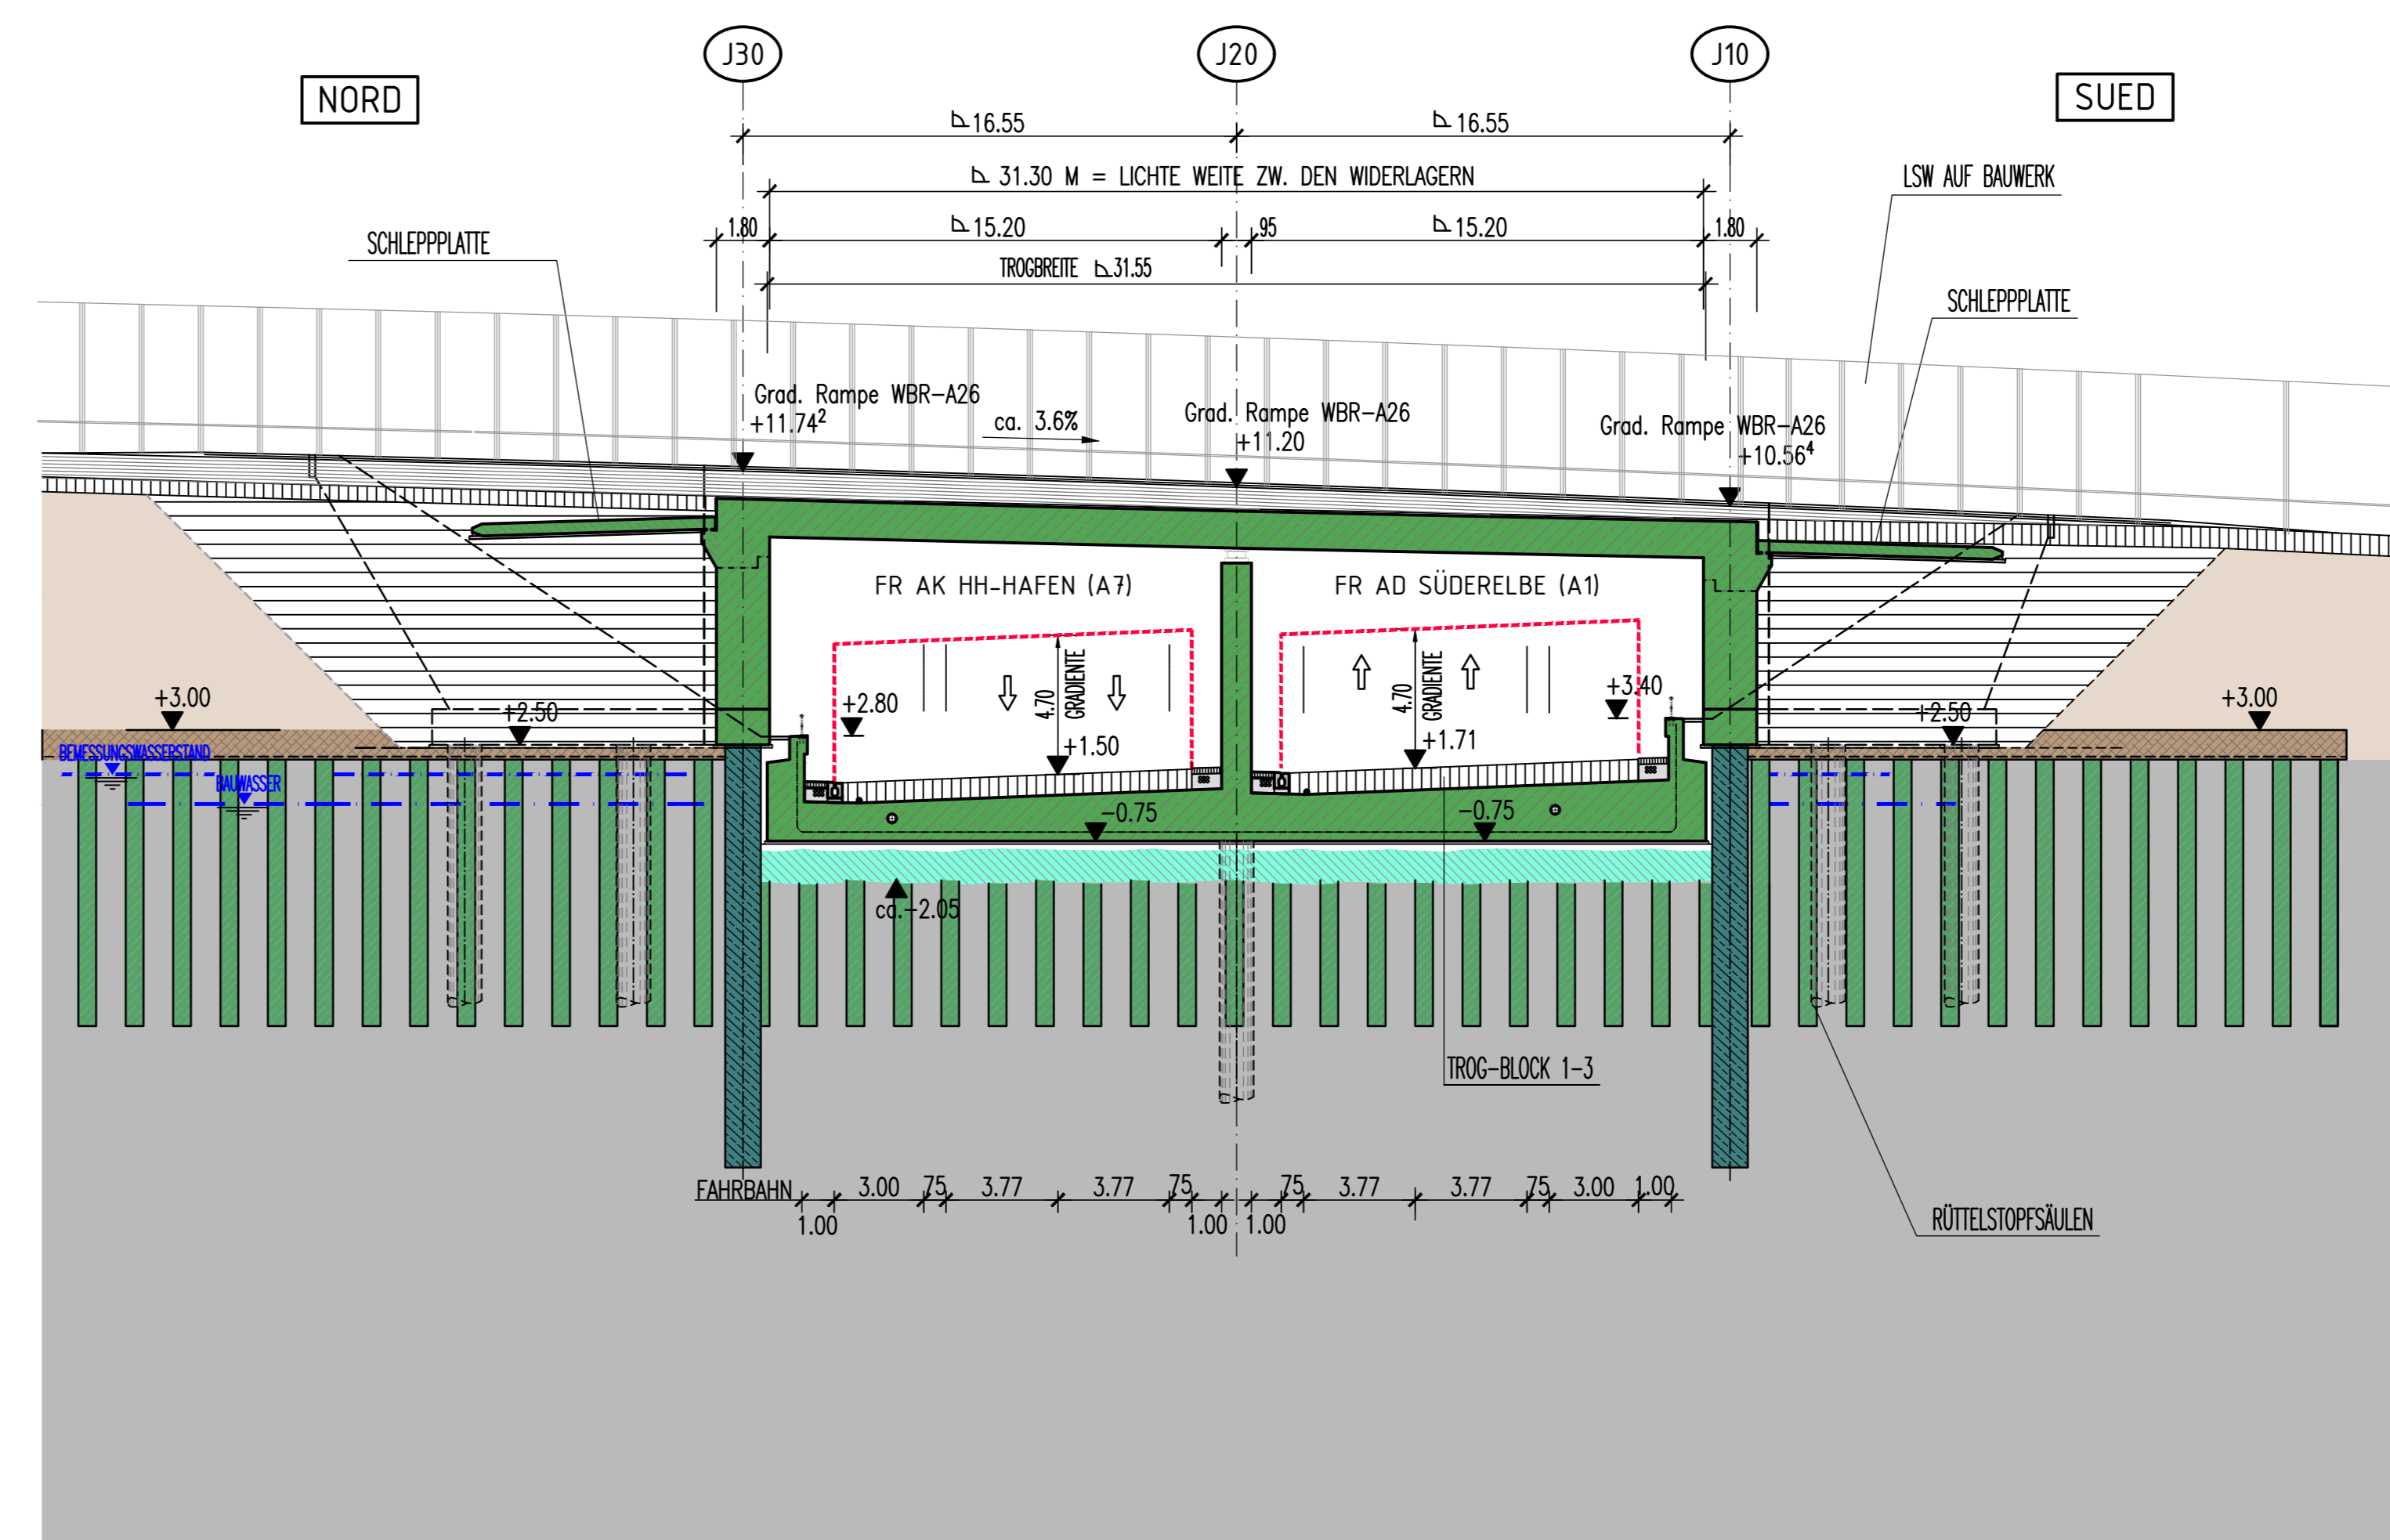 J30
J20
J10
NORD
SUED
16.55
16.55
31.30 M = LICHTE WEITE ZW. DEN WIDERLAGERN
LSW AUF BAUWERK
1.80
15.20
95
15.20
1.80
SCHLEPPPLATTE
TROGBREITE 31.55
SCHLEPPPLATTE
Grad. Rampe WBR-A26
+11.74²
ca. 3.6%
Grad. Rampe WBR-A26
+11.20
Grad. Rampe WBR-A26
+10.56⁴
FR AK HH-HAFEN (A7)
FR AD SÜDERELBE (A1)
4.70
GRADIENTE
4.70
GRADIENTE
+3.00
+2.50
+2.80
+3.40
+2.50
+3.00
BEMESSUNGSWASSERSTAND
BAUWASSER
+1.50
+1.71
-0.75
-0.75
ca.-2.05
TROG-BLOCK 1-3
FAHRBAHN
3.00
75
3.77
3.77
75
75
3.77
3.77
75
3.00
1.00
1.00
1.00
1.00
RÜTTELSTOPFSÄULEN